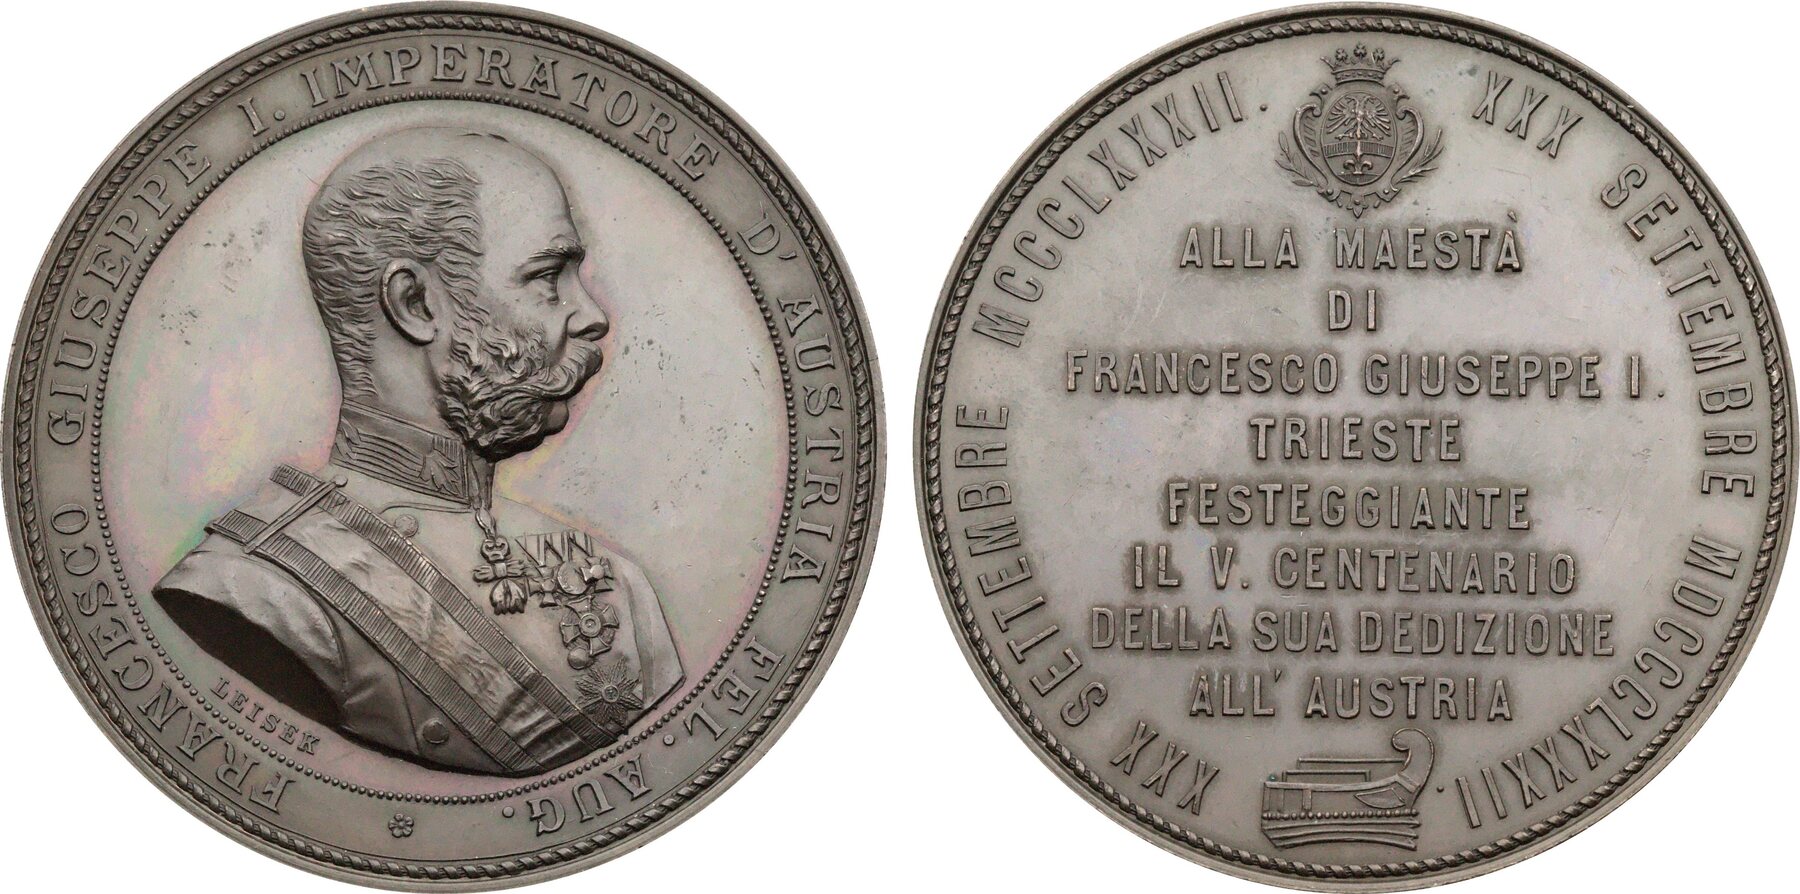 FRANCESCO GIUSEPPE I. IMPERATORE D'AUSTRIA FEL. AUG.
LEISEK
XXX SETTEMBRE MCCCLXXXII. XXX SETTEMBRE MDCCCLXXXII.
ALLA MAESTÀ
DI
FRANCESCO GIUSEPPE I.
TRIESTE
FESTEGGIANTE
IL V. CENTENARIO
DELLA SUA DEDIZIONE
ALL' AUSTRIA